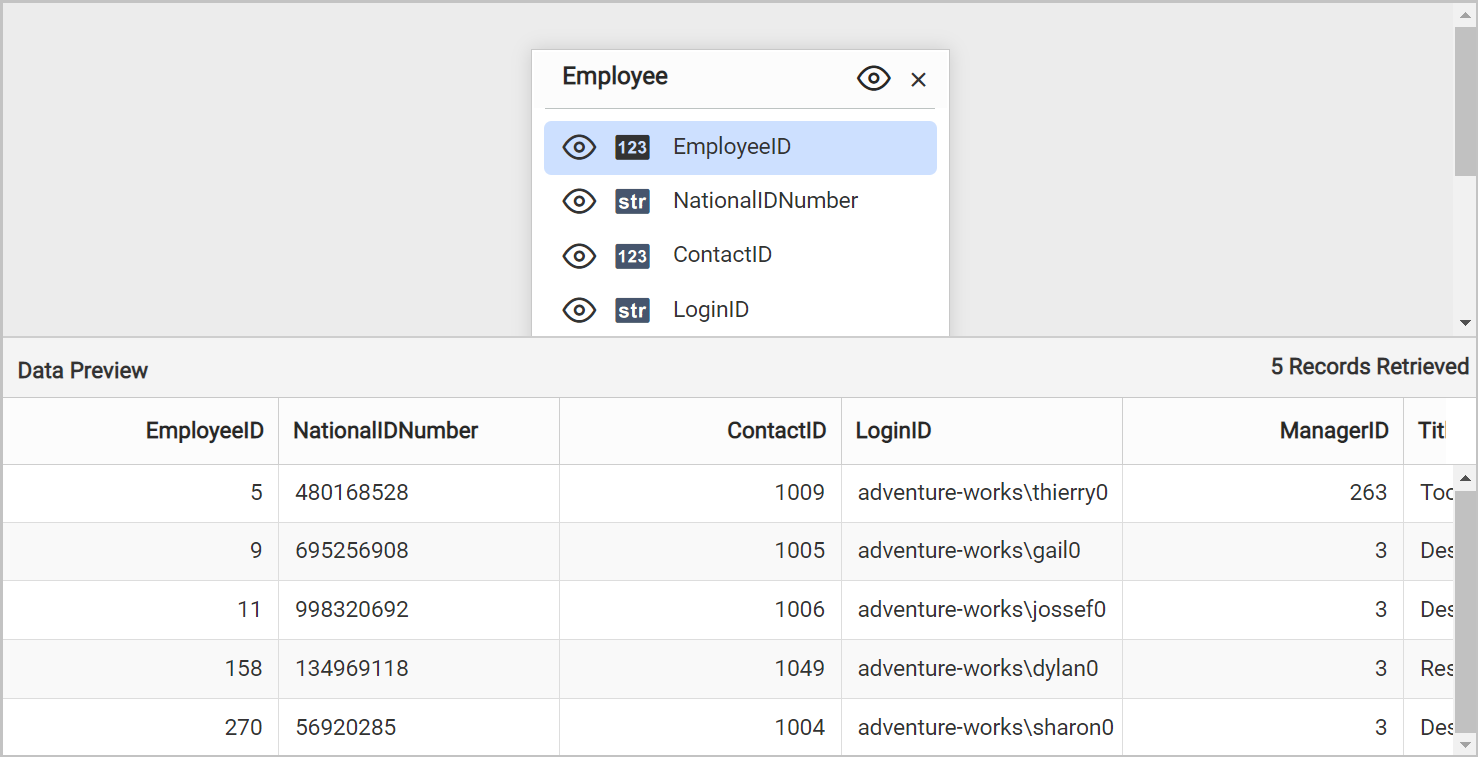 Employee
123 EmployeeID
str NationalIDNumber
123 ContactID
str LoginID
Data Preview 5 Records Retrieved
EmployeeID NationalIDNumber ContactID LoginID ManagerID
5 480168528 1009 adventure-works\thierry0 263
9 695256908 1005 adventure-works\gail0 3 Des
11 998320692 1006 adventure-works\jossef0 3 Des
158 134969118 1049 adventure-works\dylan0 3 Res
270 56920285 1004 adventure-works\sharon0 3 Des